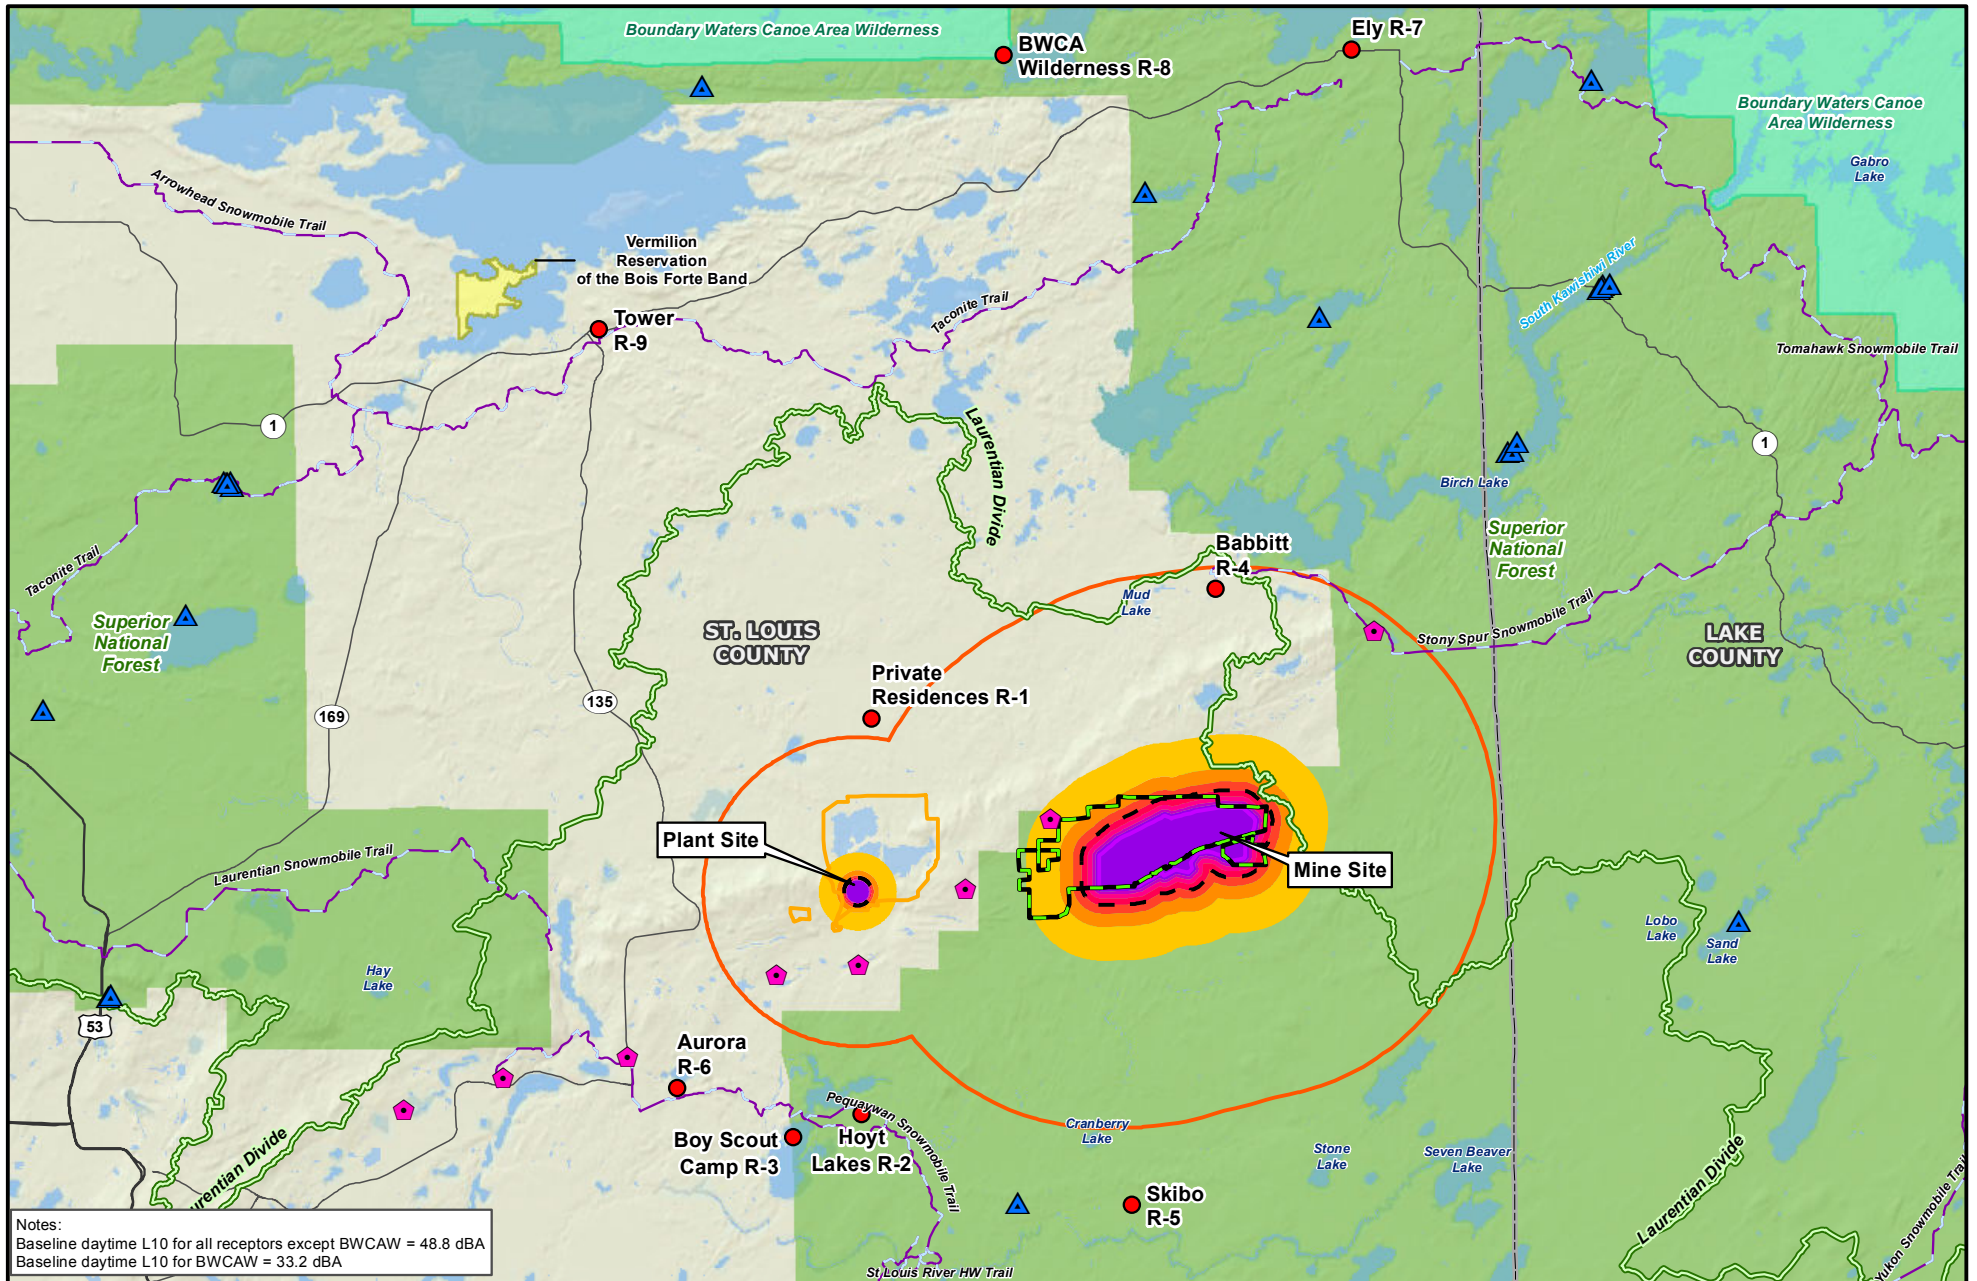 Boundary Waters Canoe Area Wilderness
BWCA
Wilderness R-8
Ely R-7
Boundary Waters Canoe
Area Wilderness
Gabro
Lake
Arrowhead Snowmobile Trail
Vermilion
Reservation
of the Bois Forte Band
South Kawishiwi River
Taconite Trail
Tower
R-9
Tomahawk Snowmobile Trail
1
Laurentian Divide
1
Birch Lake
Superior
National
Forest
Babbitt
R-4
Taconite Trail
Mud
Lake
Stony Spur Snowmobile Trail
Superior
National
Forest
ST. LOUIS
COUNTY
LAKE
COUNTY
Private
Residences R-1
169
135
Plant Site
Mine Site
Laurentian Snowmobile Trail
Lobo
Lake
Sand
Lake
Hay
Lake
53
Aurora
R-6
Pequaywan Snowmobile Trail
Cranberry
Lake
Boy Scout
Camp R-3
Hoyt
Lakes R-2
Stone
Lake
Seven Beaver
Lake
Laurentian Divide
urentian Divide
Skibo
R-5
Yukon Snowmobile Trail
St Louis River HW Trail
Notes:
Baseline daytime L10 for all receptors except BWCAW = 48.8 dBA
Baseline daytime L10 for BWCAW = 33.2 dBA